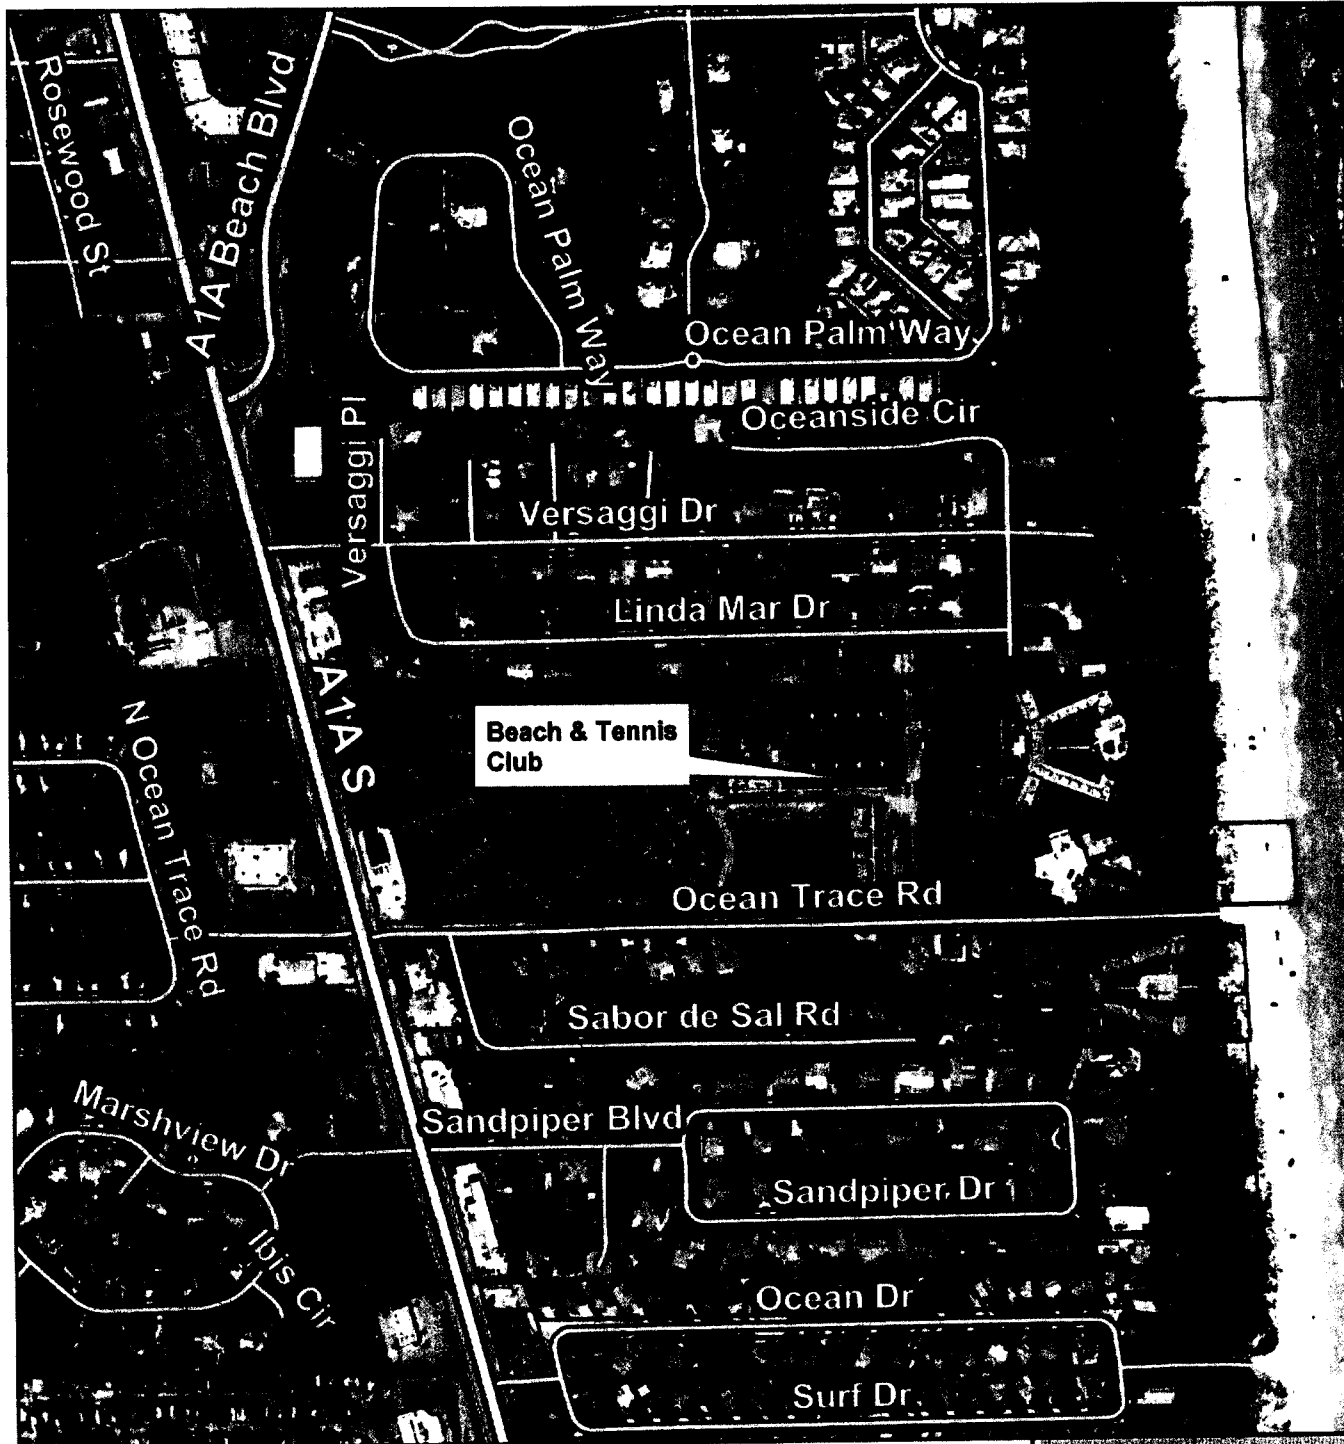 Rosewood St
A1A Beach Blvd
Ocean Palm Way
Ocean Palm Way
Oceanside Cir
Versaggi Pl
Versaggi Dr
Linda Mar Dr
A1A S
Beach & Tennis
Club
N Ocean Trace Rd
Ocean Trace Rd
Sabor de Sal Rd
Marshview Dr
Sandpiper Blvd
Sandpiper Dr
Ibis Cir
Ocean Dr
Surf Dr